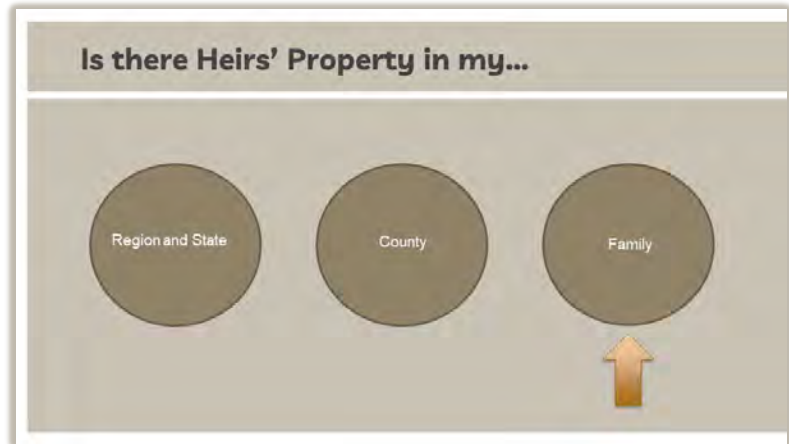 Is there Heirs' Property in my...
Region and State
County
Family